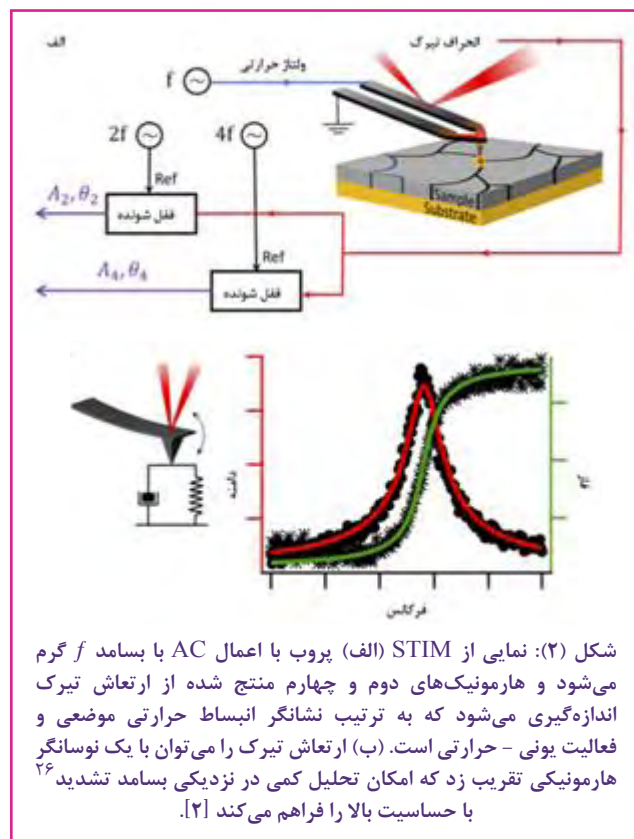 الف
انحراف تیرک
ولتاژ حرارتی
f
2f
4f
Ref
A₂, θ₂
قفل شونده
Ref
A₄, θ₄
قفل شونده
Sample
Substrate
دامنه
فاز
فرکانس
شکل (۲): نمایی از STIM (الف) پروب با اعمال AC با بسامد f گرم
می‌شود و هارمونیک‌های دوم و چهارم منتج شده از ارتعاش تیرک
اندازه‌گیری می‌شود که به ترتیب نشانگر انبساط حرارتی موضعی و
فعالیت یونی - حرارتی است. (ب) ارتعاش تیرک را می‌توان با یک نوسانگر
هارمونیکی تقریب زد که امکان تحلیل کمی در نزدیکی بسامد تشدید۲۶
با حساسیت بالا را فراهم می‌کند [۲].